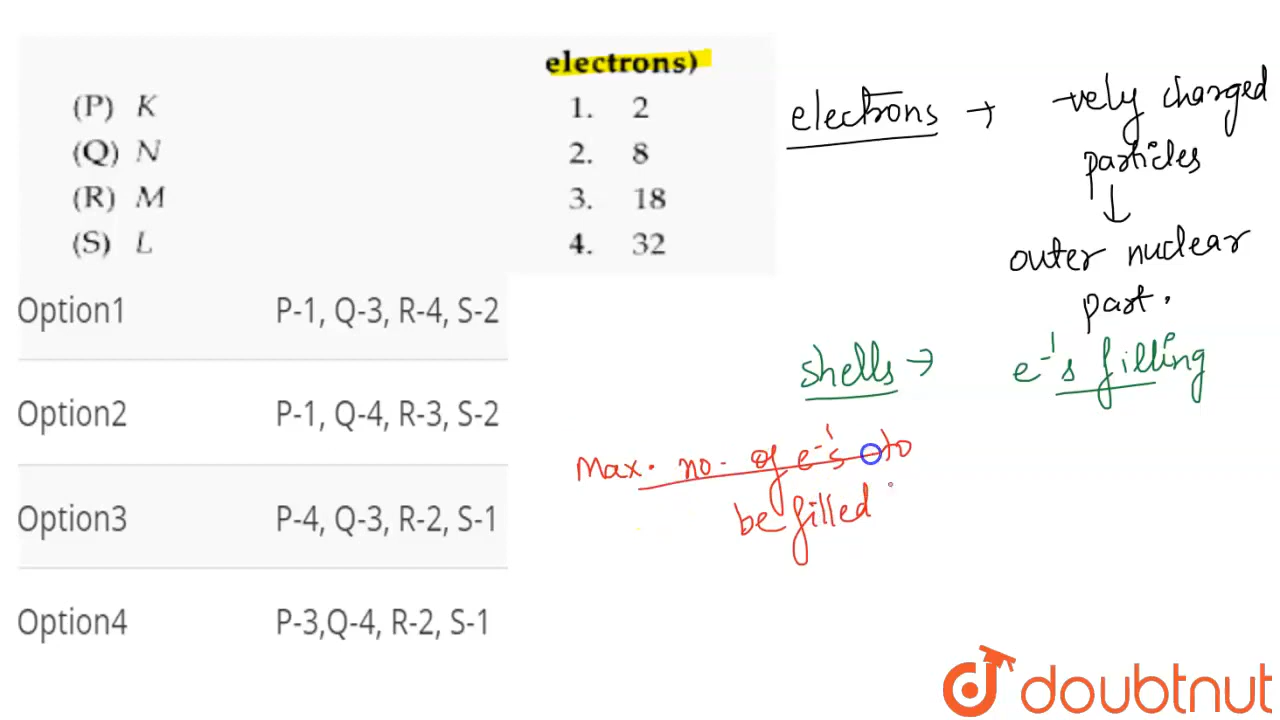 electrons)
(P) K 1. 2
(Q) N 2. 8
(R) M 3. 18
(S) L 4. 32
Option1 P-1, Q-3, R-4, S-2
Option2 P-1, Q-4, R-3, S-2
Option3 P-4, Q-3, R-2, S-1
Option4 P-3,Q-4, R-2, S-1
electrons → -vely charged
particles
↓
outer nuclear
part.
shells → e⁻'s filling
Max. no. of e⁻'s to
be filled
doubtnut